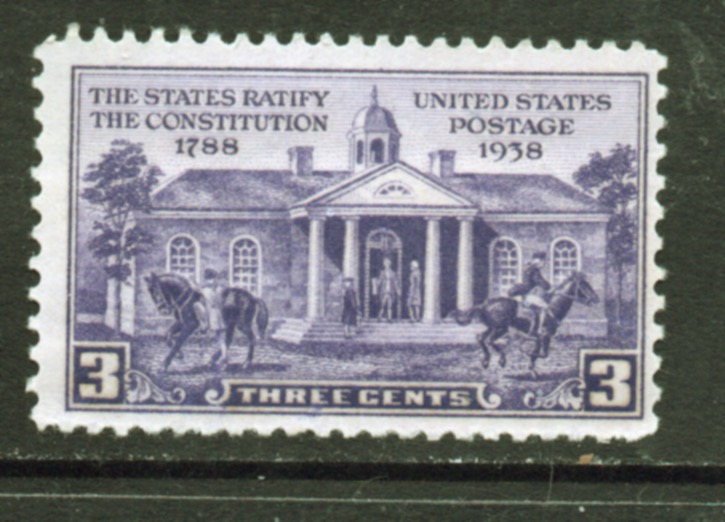 THE STATES RATIFY
THE CONSTITUTION
1788
UNITED STATES
POSTAGE
1938
3
THREE CENTS
3